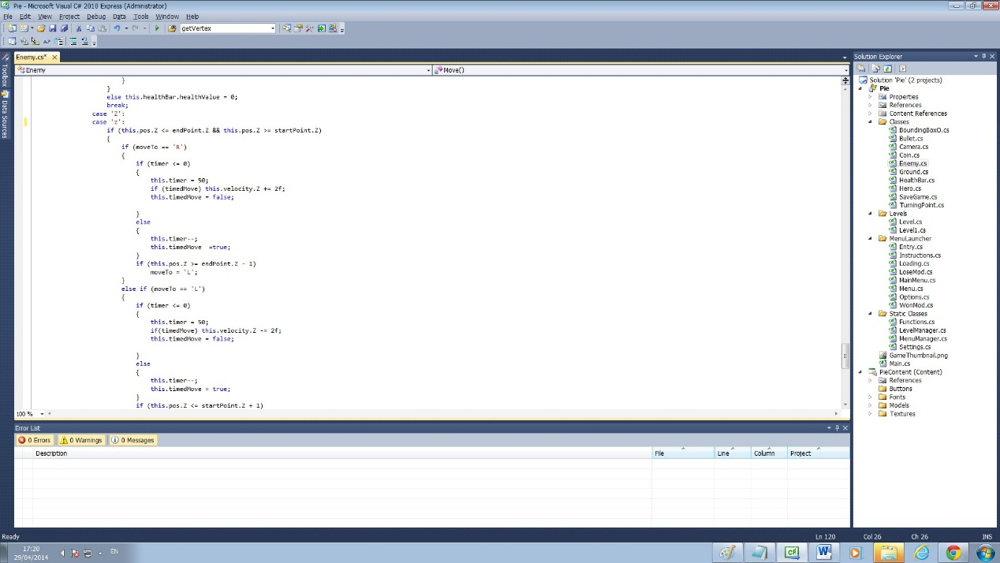 Pie - Microsoft Visual C# 2010 Express (Administrator)
File Edit View Project Debug Data Tools Window Help
getVertex
Toolbox
Data Sources
Enemy.cs*
Enemy
Move()
}
}
else this.healthBar.healthValue = 0;
break;
case 'Z':
case 'z':
if (this.pos.Z <= endPoint.Z && this.pos.Z >= startPoint.Z)
{
if (moveTo == 'R')
{
if (timer <= 0)
{
this.timer = 50;
if (timedMove) this.velocity.Z += 2f;
this.timedMove = false;
}
else
{
this.timer--;
this.timedMove  =true;
}
if (this.pos.Z >= endPoint.Z - 1)
moveTo = 'L';
}
else if (moveTo == 'L')
{
if (timer <= 0)
{
this.timer = 50;
if(timedMove) this.velocity.Z -= 2f;
this.timedMove = false;
}
else
{
this.timer--;
this.timedMove = true;
}
if (this.pos.Z <= startPoint.Z + 1)
100 %
Error List
0 Errors 0 Warnings 0 Messages
Description File Line Column Project
Solution Explorer
Solution 'Pie' (2 projects)
Pie
Properties
References
Content References
Classes
BoundingBoxO.cs
Bullet.cs
Camera.cs
Coin.cs
Enemy.cs
Ground.cs
HealthBar.cs
Hero.cs
SaveGame.cs
TurningPoint.cs
Levels
Level.cs
Level1.cs
MenuLauncher
Entry.cs
Instructions.cs
Loading.cs
LoseMod.cs
MainMenu.cs
Menu.cs
Options.cs
WonMod.cs
Static Classes
Functions.cs
LevelManager.cs
MenuManager.cs
Settings.cs
GameThumbnail.png
Main.cs
PieContent (Content)
References
Buttons
Fonts
Models
Textures
Ready Ln 120 Col 26 Ch 26 INS
17:20
29/04/2014
EN